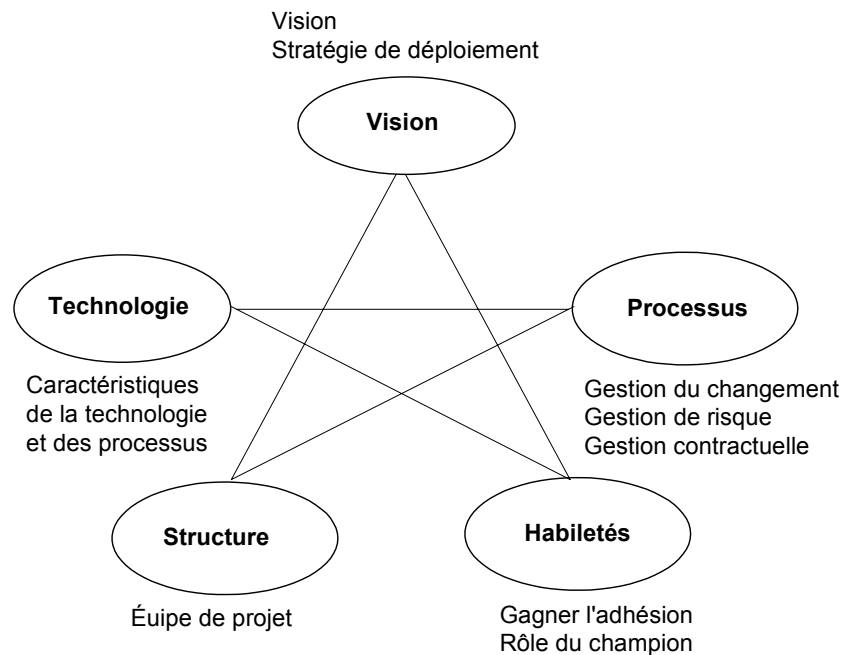 Vision
Stratégie de déploiement
Vision
Technologie
Caractéristiques
de la technologie
et des processus
Processus
Gestion du changement
Gestion de risque
Gestion contractuelle
Structure
Éuipe de projet
Habiletés
Gagner l'adhésion
Rôle du champion